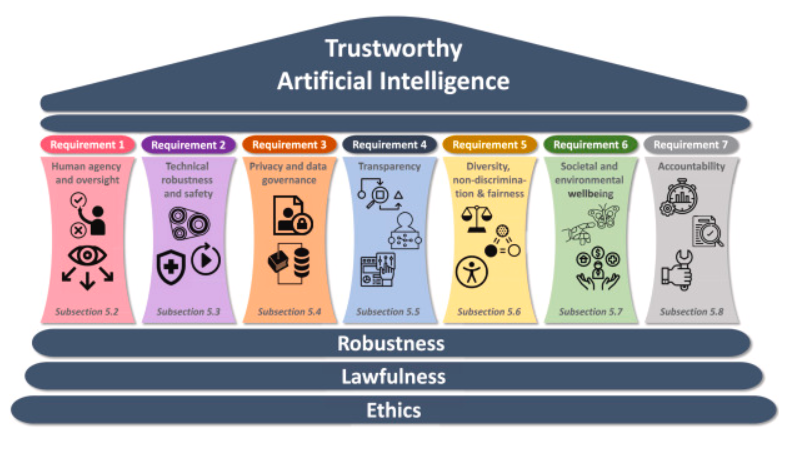 Trustworthy
Artificial Intelligence
Requirement 1
Requirement 2
Requirement 3
Requirement 4
Requirement 5
Requirement 6
Requirement 7
Human agency
and oversight
Technical
robustness
and safety
Privacy and data
governance
Transparency
Diversity,
non-discrimina-
tion & fairness
Societal and
environmental
wellbeing
Accountability
Subsection 5.2
Subsection 5.3
Subsection 5.4
Subsection 5.5
Subsection 5.6
Subsection 5.7
Subsection 5.8
Robustness
Lawfulness
Ethics